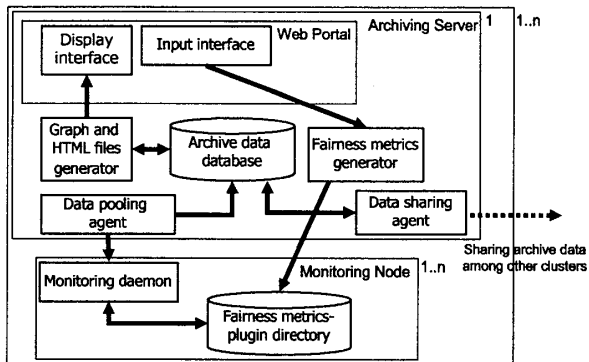 Display
interface
Input interface
Web Portal
Archiving Server
1
1..n
Graph and
HTML files
generator
Archive data
database
Fairness metrics
generator
Data pooling
agent
Data sharing
agent
Sharing archive data
among other clusters
Monitoring daemon
Monitoring Node
1..n
Fairness metrics-
plugin directory